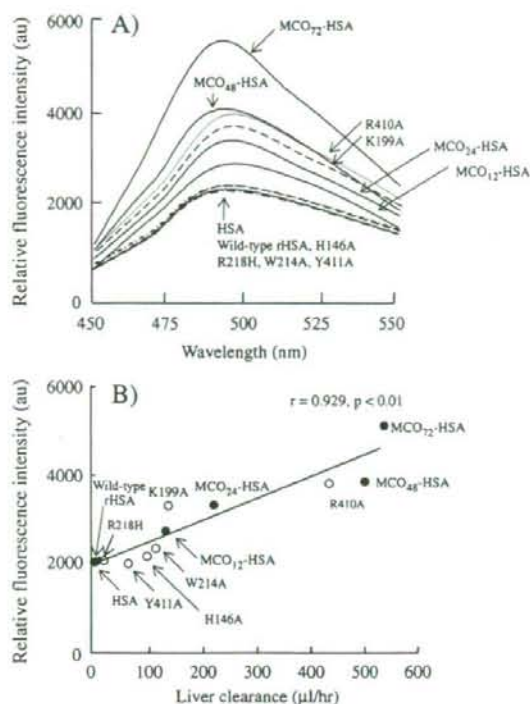 A)
Relative fluorescence intensity (au)
6000
4000
2000
0
MCO72-HSA
MCO48-HSA
R410A
K199A
MCO24-HSA
MCO12-HSA
HSA
Wild-type rHSA, H146A
R218H, W214A, Y411A
450
475
500
525
550
Wavelength (nm)
B)
Relative fluorescence intensity (au)
6000
4000
2000
0
r = 0.929, p < 0.01
MCO72-HSA
Wild-type
rHSA
K199A
MCO24-HSA
MCO48-HSA
R218H
R410A
MCO12-HSA
W214A
HSA
Y411A
H146A
0
100
200
300
400
500
600
Liver clearance (µl/hr)